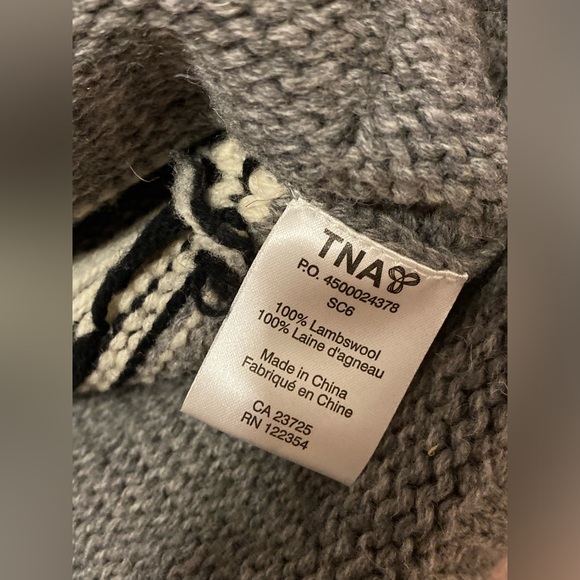 TNA
P.O. 4500024378
SC6
100% Lambswool
100% Laine d'agneau
Made in China
Fabriqué en Chine
CA 23725
RN 122354